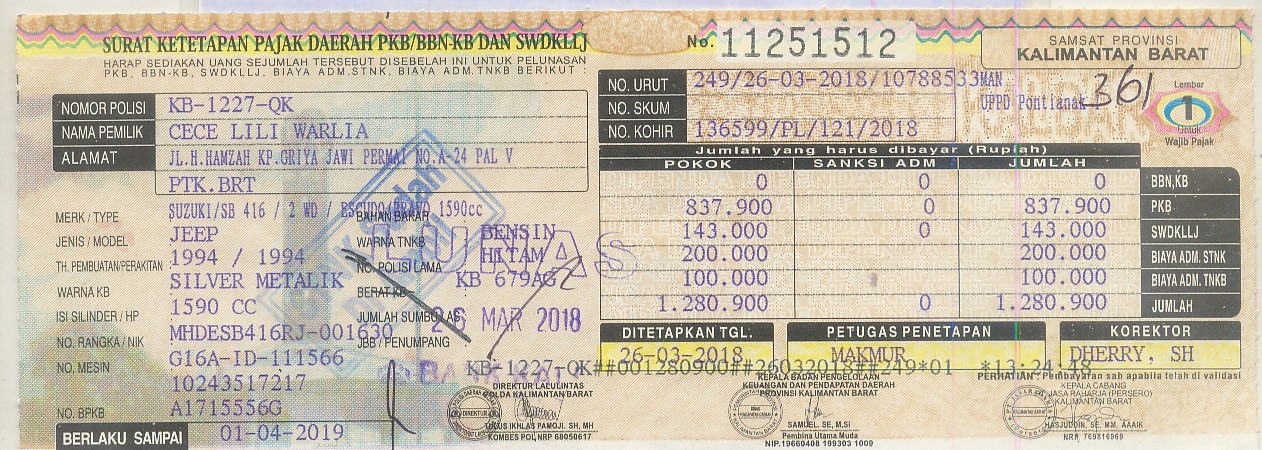 SURAT KETETAPAN PAJAK DAERAH PKB/BBN-KB DAN SWDKLLJ
HARAP SEDIAKAN UANG SEJUMLAH TERSEBUT DISEBELAH INI UNTUK PELUNASAN
PKB, BBN-KB, SWDKLLJ, BIAYA ADM.STNK, BIAYA ADM.TNKB BERIKUT :
No. 11251512
SAMSAT PROVINSI
KALIMANTAN BARAT
NO. URUT 249/26-03-2018/10788533MAN
NO. SKUM UPPD Pontianak 361
NO. KOHIR 136599/PL/121/2018
Lembar
1
Untuk
Wajib Pajak
NOMOR POLISI KB-1227-QK
NAMA PEMILIK CECE LILI WARLIA
ALAMAT JL.H.HAMZAH KP.GRIYA JAWI PERMAI NO.A-24 PAL V
PTK.BRT
MERK / TYPE SUZUKI/SB 416 / 2 WD / ESCUDO/BRAVO 1590cc
JENIS / MODEL JEEP
TH. PEMBUATAN/PERAKITAN 1994 / 1994
WARNA KB SILVER METALIK
ISI SILINDER / HP 1590 CC
NO. RANGKA / NIK MHDESB416RJ-001630
NO. MESIN G16A-ID-111566
10243517217
NO. BPKB A1715556G
BERLAKU SAMPAI 01-04-2019
BAHAN BAKAR BENSIN
WARNA TNKB HITAM
NO. POLISI LAMA KB 679AG
BERAT KB
JUMLAH SUMBU AS
JBB / PENUMPANG
LUNAS
26 MAR 2018
Jumlah yang harus dibayar (Rupiah)
POKOK SANKSI ADM JUMLAH
0 0 0 BBN,KB
837.900 0 837.900 PKB
143.000 0 143.000 SWDKLLJ
200.000 200.000 BIAYA ADM. STNK
100.000 100.000 BIAYA ADM. TNKB
1.280.900 0 1.280.900 JUMLAH
DITETAPKAN TGL. PETUGAS PENETAPAN KOREKTOR
26-03-2018 MAKMUR DHERRY, SH
KB-1227-QK##001280900##26032018##249*01 *13:24:48
PERHATIAN: Pembayaran sah apabila telah di validasi
DIREKTUR LALULINTAS
POLDA KALIMANTAN BARAT
IKHLAS PAMOJI. SH, MH
KOMBES POL NRP 68050617
KEPALA BADAN PENGELOLAAN
KEUANGAN DAN PENDAPATAN DAERAH
PROVINSI KALIMANTAN BARAT
SAMUEL, SE, M,Si
Pembina Utama Muda
NIP.19660408 199303 1009
KEPALA CABANG
JASA RAHARJA (PERSERO)
KALIMANTAN BARAT
HASJUDDIN, SE, MM, AAAIK
NRP. 769816969